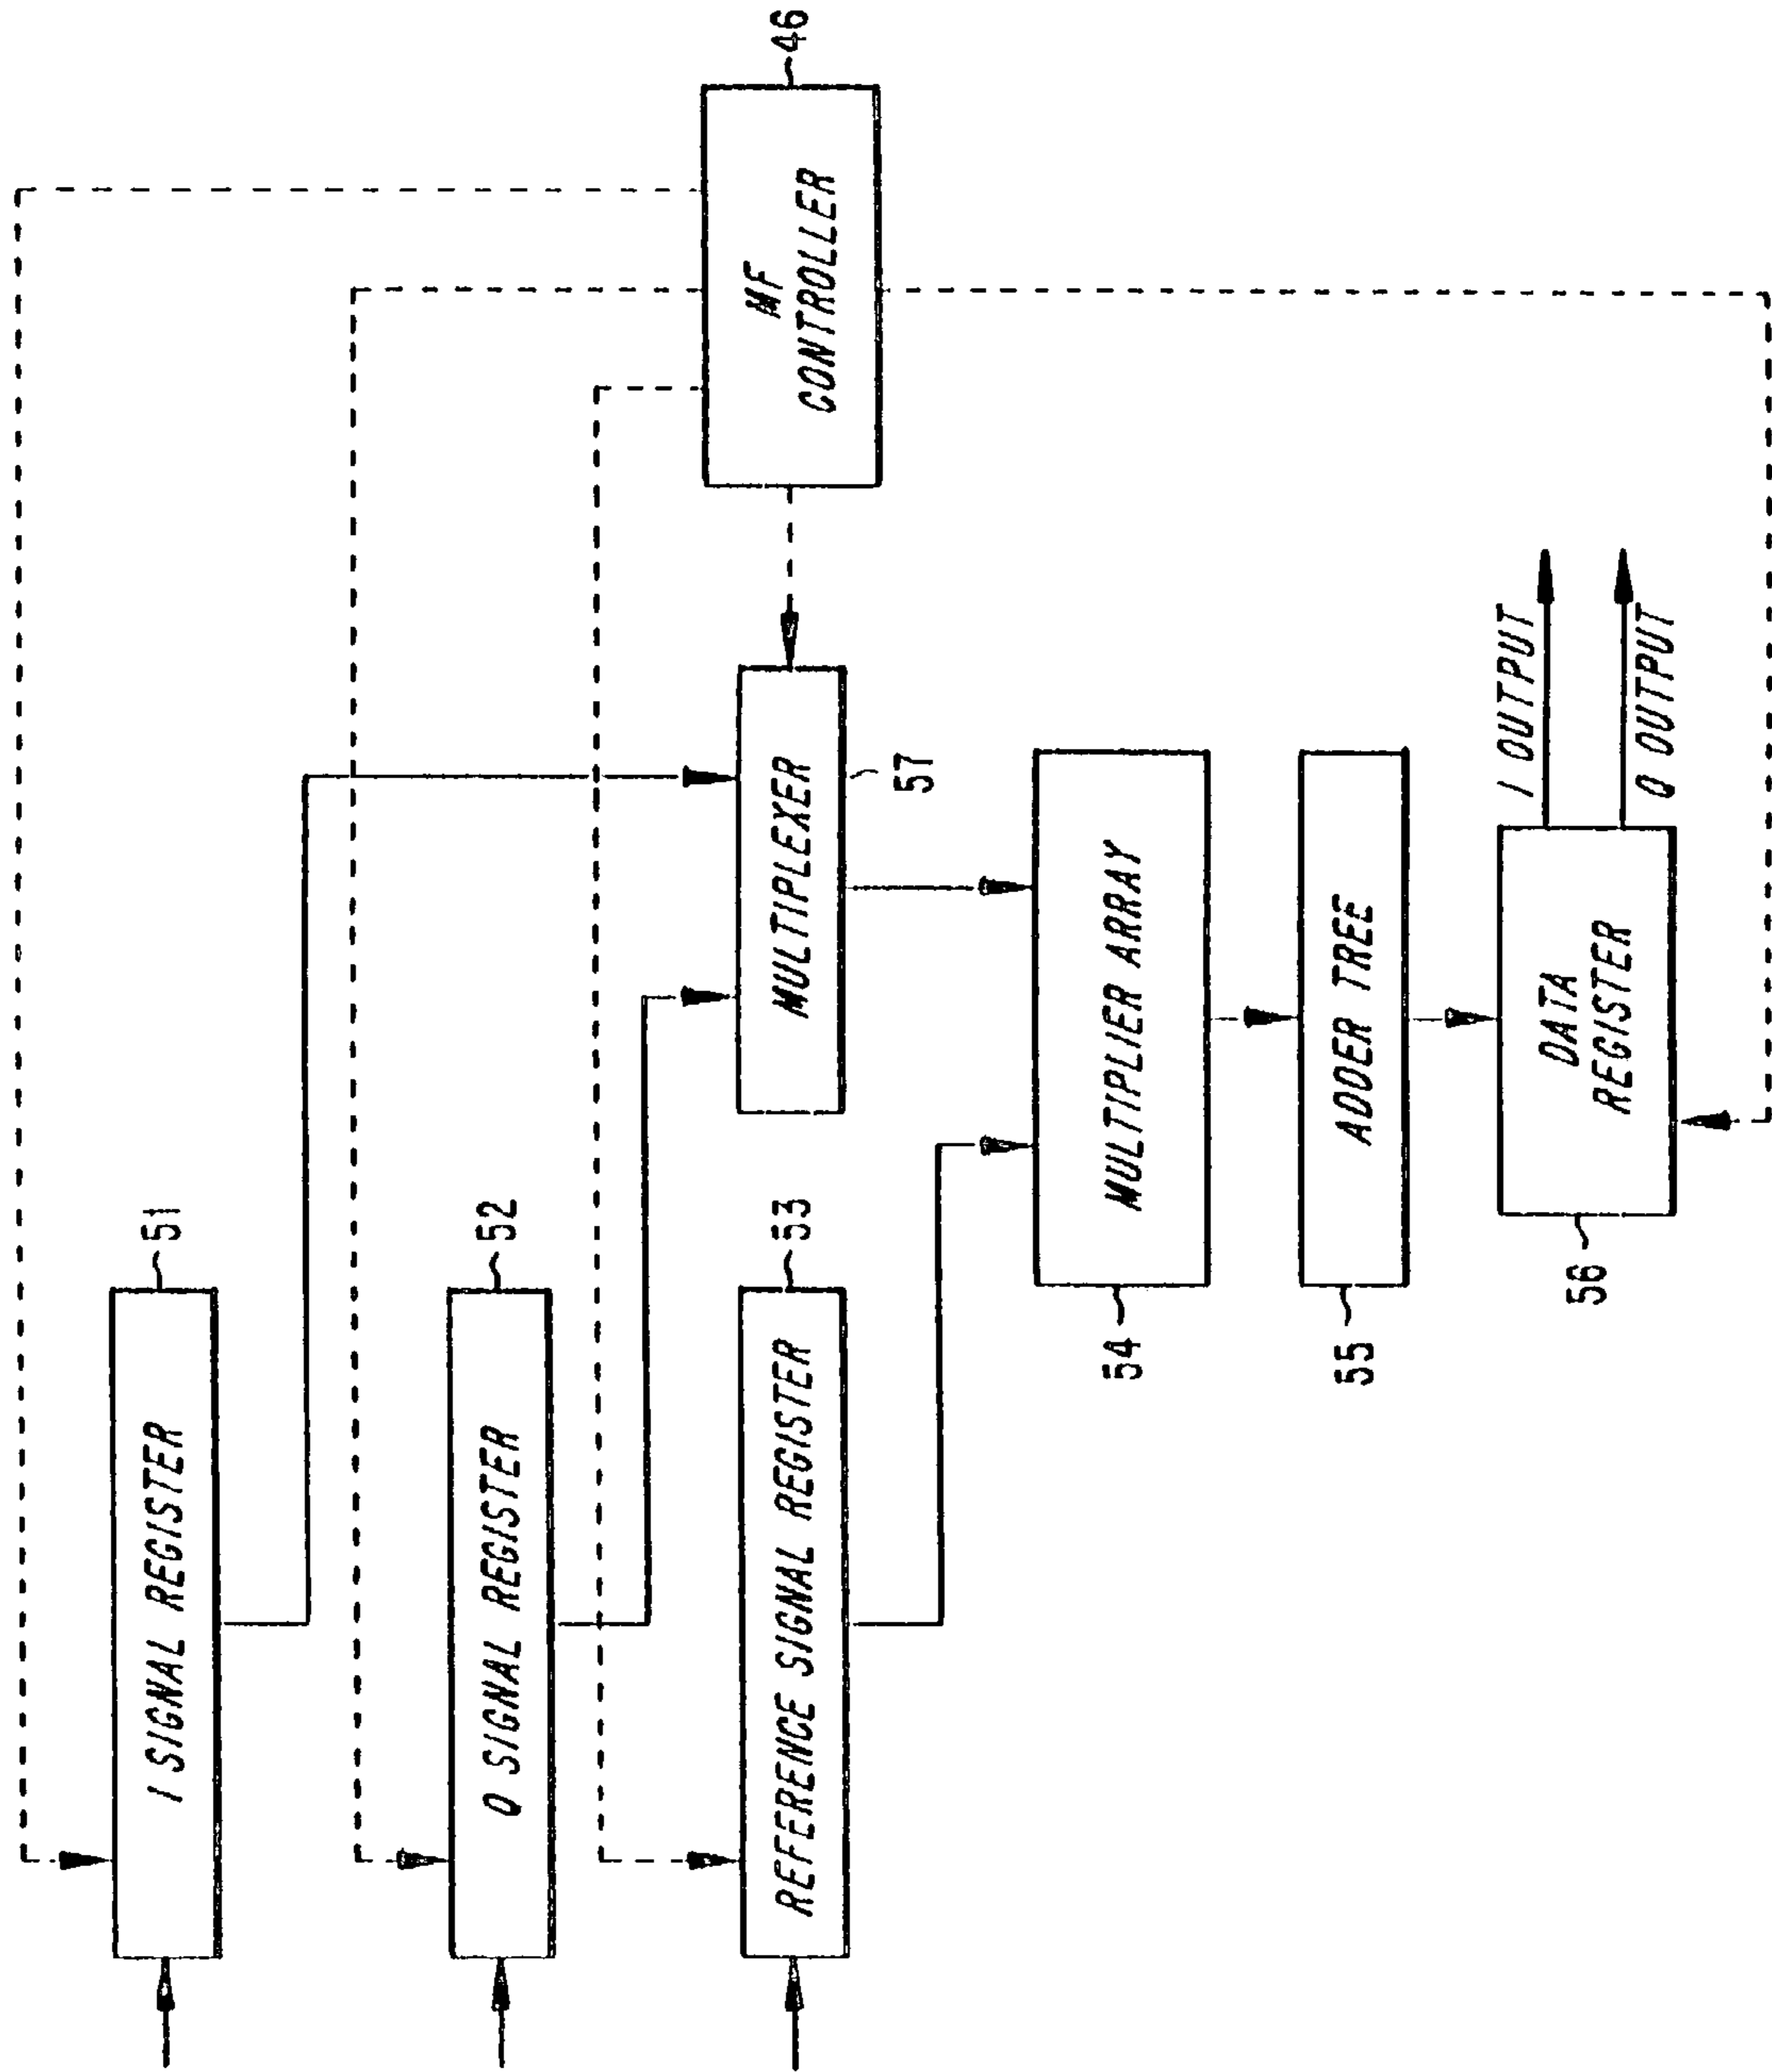 I SIGNAL REGISTER
51
Q SIGNAL REGISTER
52
REFERENCE SIGNAL REGISTER
53
MF
CONTROLLER
46
MULTIPLEXER
57
MULTIPLIER ARRAY
54
ADDER TREE
55
DATA
REGISTER
56
I OUTPUT
Q OUTPUT